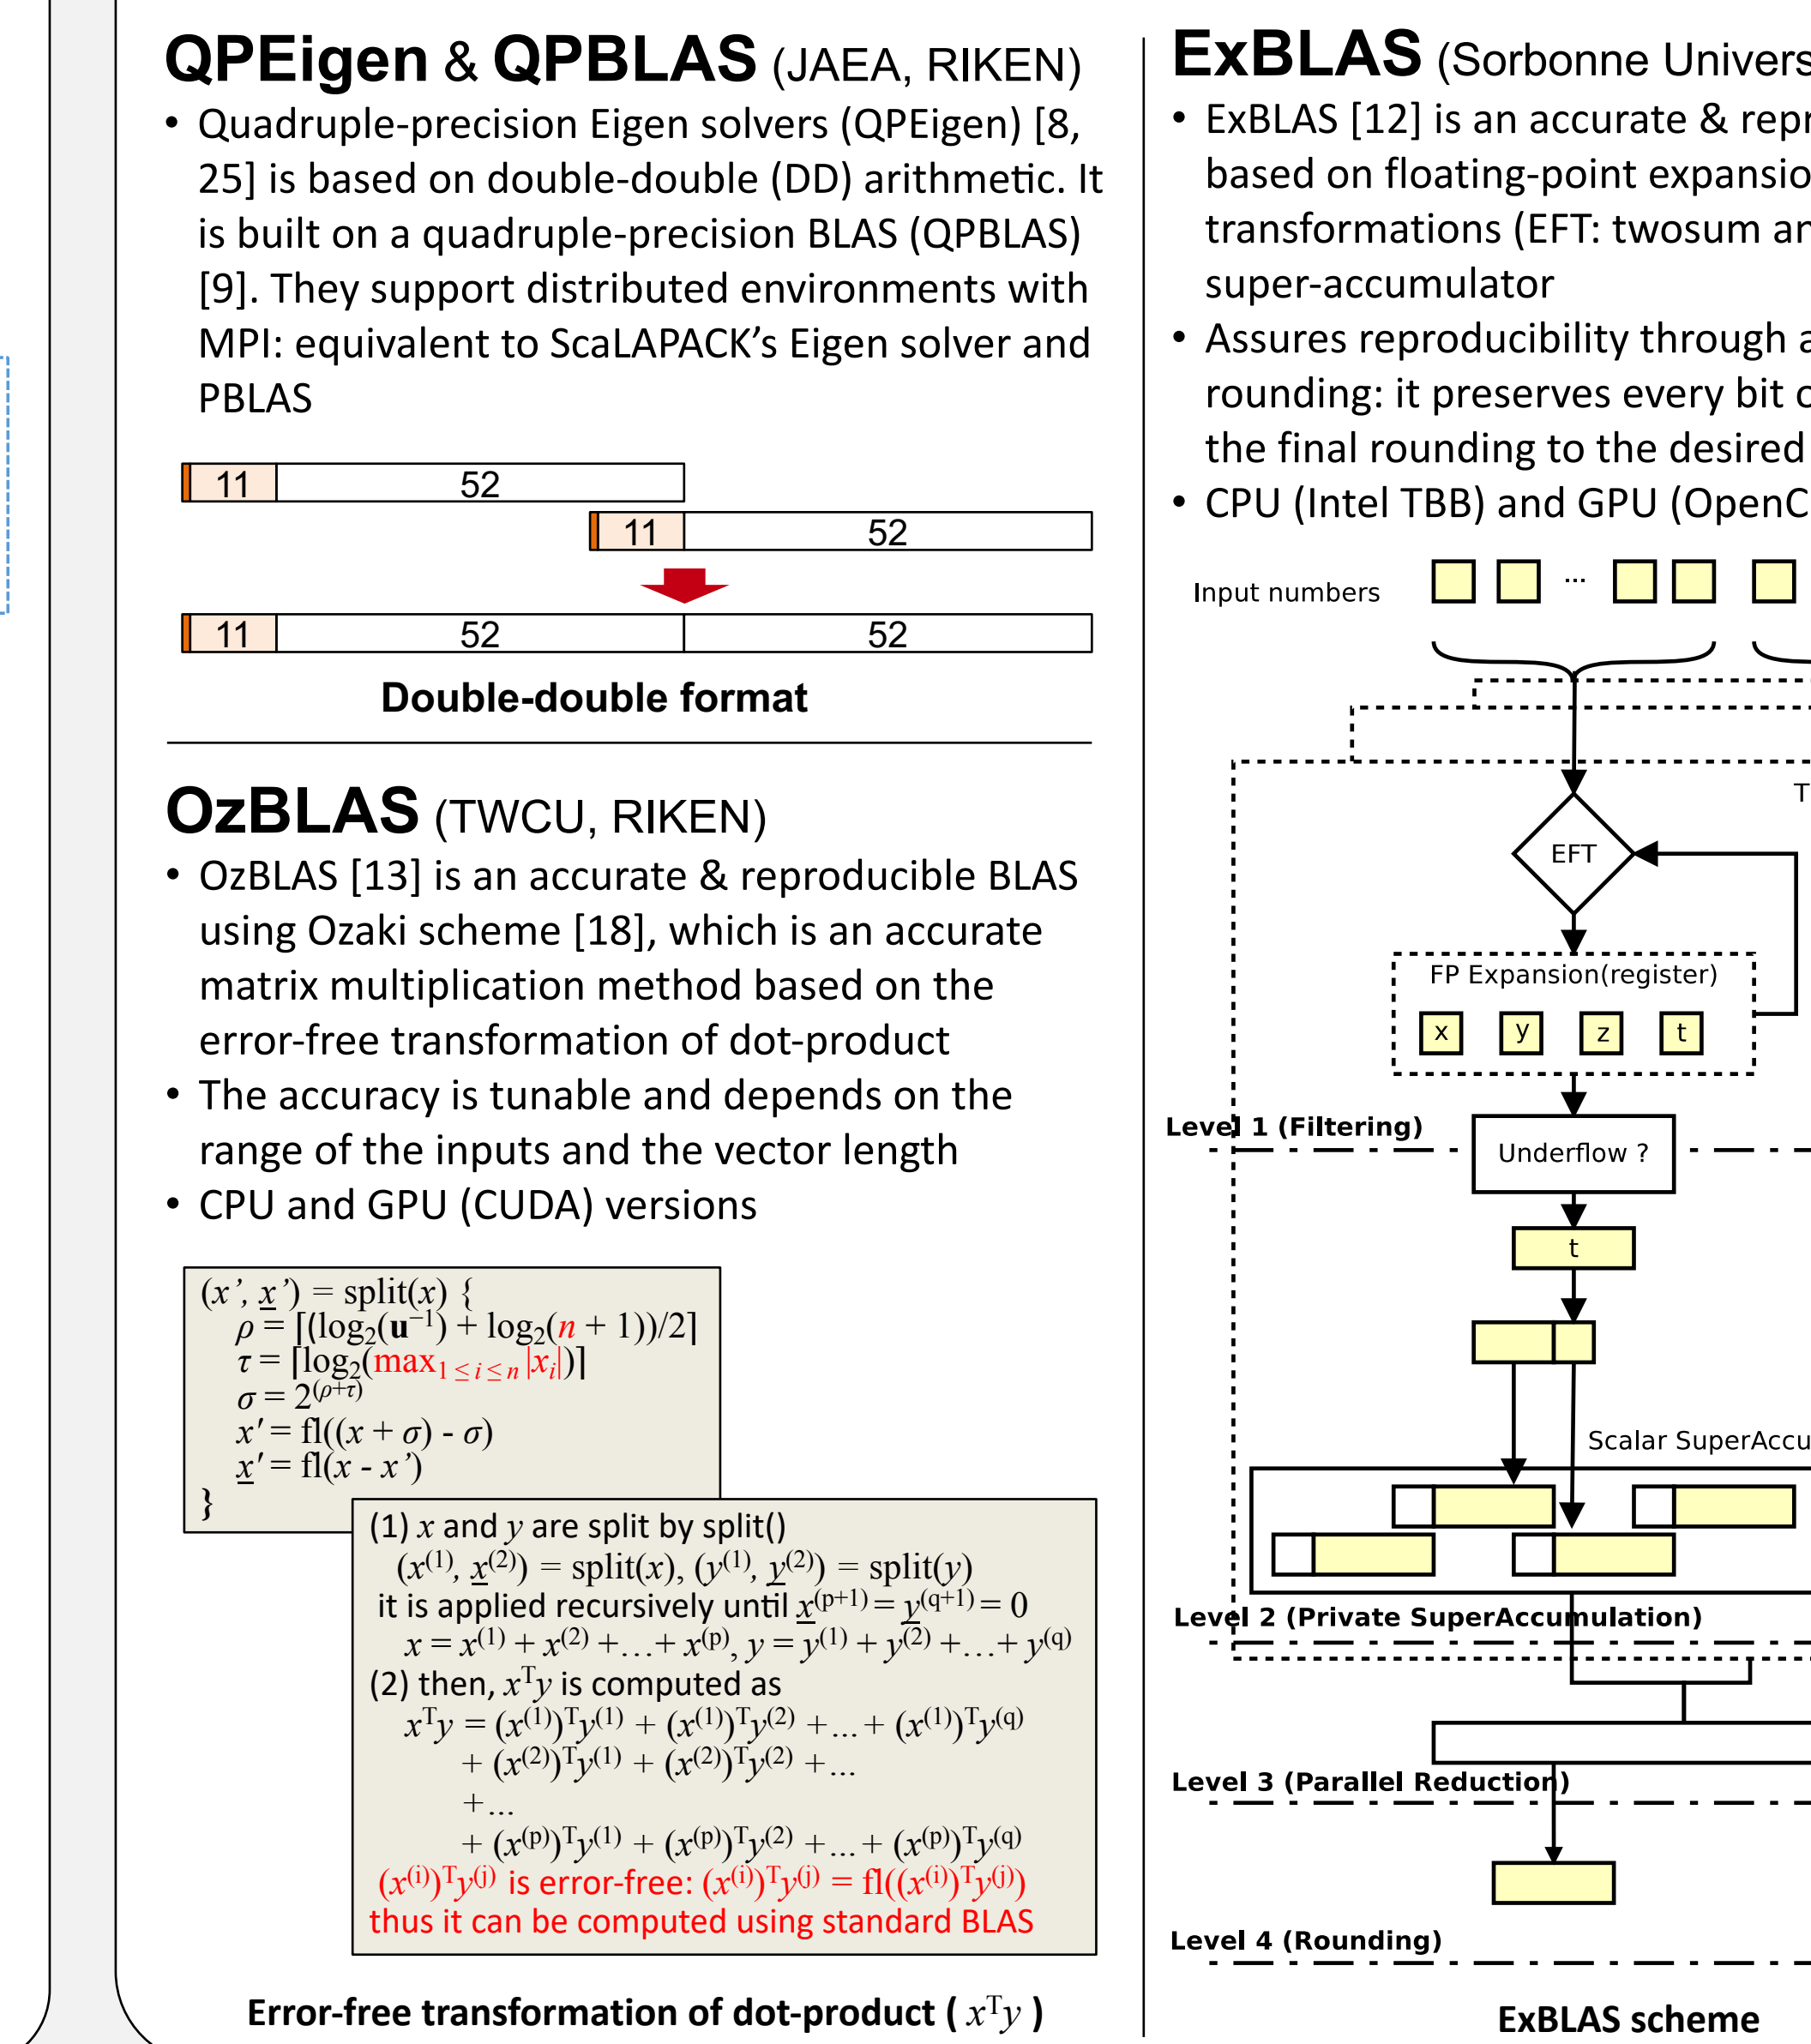 QPEigen & QPBLAS (JAEA, RIKEN)
• Quadruple-precision Eigen solvers (QPEigen) [8,
25] is based on double-double (DD) arithmetic. It
is built on a quadruple-precision BLAS (QPBLAS)
[9]. They support distributed environments with
MPI: equivalent to ScaLAPACK's Eigen solver and
PBLAS
11 52
11 52
11 52 52
Double-double format
OzBLAS (TWCU, RIKEN)
• OzBLAS [13] is an accurate & reproducible BLAS
using Ozaki scheme [18], which is an accurate
matrix multiplication method based on the
error-free transformation of dot-product
• The accuracy is tunable and depends on the
range of the inputs and the vector length
• CPU and GPU (CUDA) versions
(x', x̲') = split(x) {
ρ = ⌈(log₂(u⁻¹) + log₂(n + 1))/2⌉
τ = ⌈log₂(max₁ ≤ i ≤ n |xᵢ|)⌉
σ = 2^(ρ+τ)
x' = fl((x + σ) - σ)
x̲' = fl(x - x')
}
(1) x and y are split by split()
(x⁽¹⁾, x̲⁽²⁾) = split(x), (y⁽¹⁾, y̲⁽²⁾) = split(y)
it is applied recursively until x̲⁽ᵖ⁺¹⁾ = y̲^(q+1) = 0
x = x⁽¹⁾ + x⁽²⁾ +…+ x⁽ᵖ⁾, y = y⁽¹⁾ + y⁽²⁾ +…+ y^(q)
(2) then, xᵀy is computed as
xᵀy = (x⁽¹⁾)ᵀy⁽¹⁾ + (x⁽¹⁾)ᵀy⁽²⁾ +…+ (x⁽¹⁾)ᵀy^(q)
+ (x⁽²⁾)ᵀy⁽¹⁾ + (x⁽²⁾)ᵀy⁽²⁾ +…
+…
+ (x⁽ᵖ⁾)ᵀy⁽¹⁾ + (x⁽ᵖ⁾)ᵀy⁽²⁾ +…+ (x⁽ᵖ⁾)ᵀy^(q)
(x⁽ⁱ⁾)ᵀy⁽ʲ⁾ is error-free: (x⁽ⁱ⁾)ᵀy⁽ʲ⁾ = fl((x⁽ⁱ⁾)ᵀy⁽ʲ⁾)
thus it can be computed using standard BLAS
Error-free transformation of dot-product ( xᵀy )
ExBLAS (Sorbonne
• ExBLAS [12] is an accurate &
based on floating-point
transformations (EFT: twosum
super-accumulator
• Assures reproducibility through
rounding: it preserves every bit
the final rounding to the desired
• CPU (Intel TBB) and GPU
Input numbers
...
EFT
FP Expansion(register)
x y z t
Level 1 (Filtering)
Underflow ?
t
Scalar
Level 2 (Private SuperAccumulation)
Level 3 (Parallel Reduction)
Level 4 (Rounding)
ExBLAS scheme